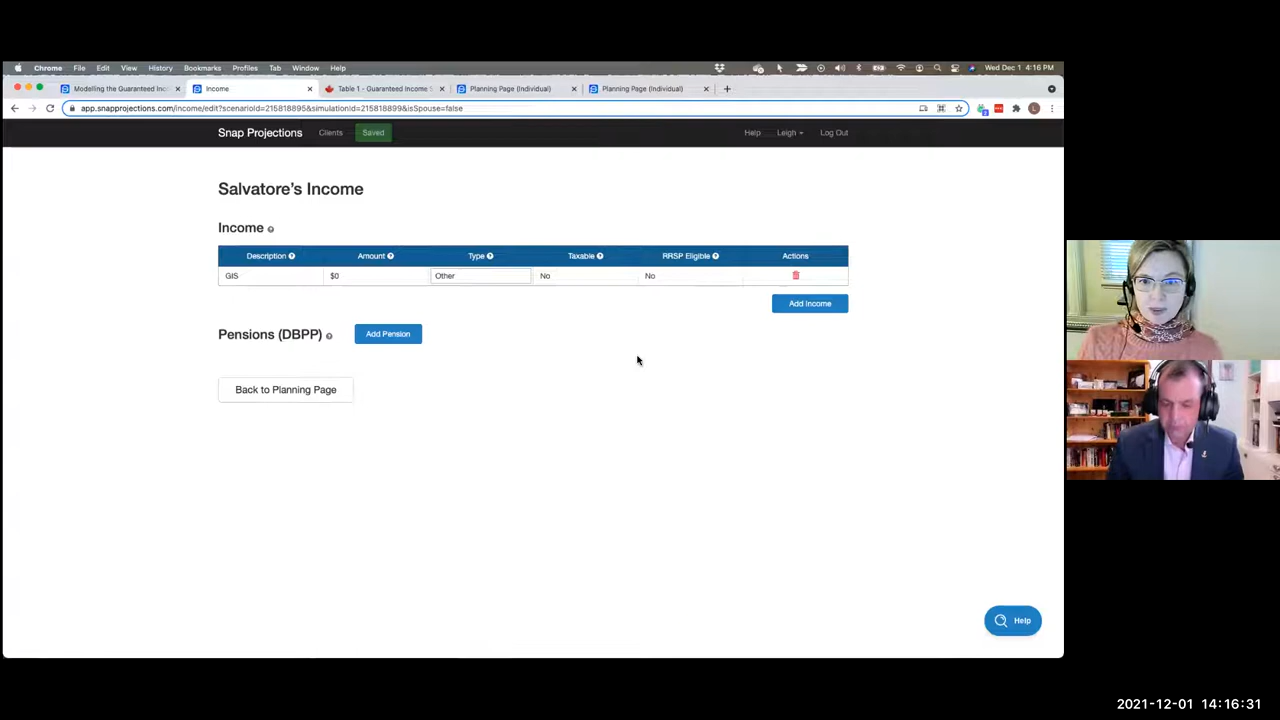 Chrome File Edit View History Bookmarks Profiles Tab Window Help Wed Dec 1 4:16 PM
Modelling the Guaranteed Inc Income Table 1 - Guaranteed Income S Planning Page (Individual) Planning Page (Individual)
app.snapprojections.com/income/edit?scenarioId=215818895&simulationId=215818899&isSpouse=false
Snap Projections Clients Saved Help Leigh Log Out
Salvatore's Income
Income
Description Amount Type Taxable RRSP Eligible Actions
GIS $0 Other No No
Add Income
Pensions (DBPP) Add Pension
Back to Planning Page
Help
2021-12-01 14:16:31